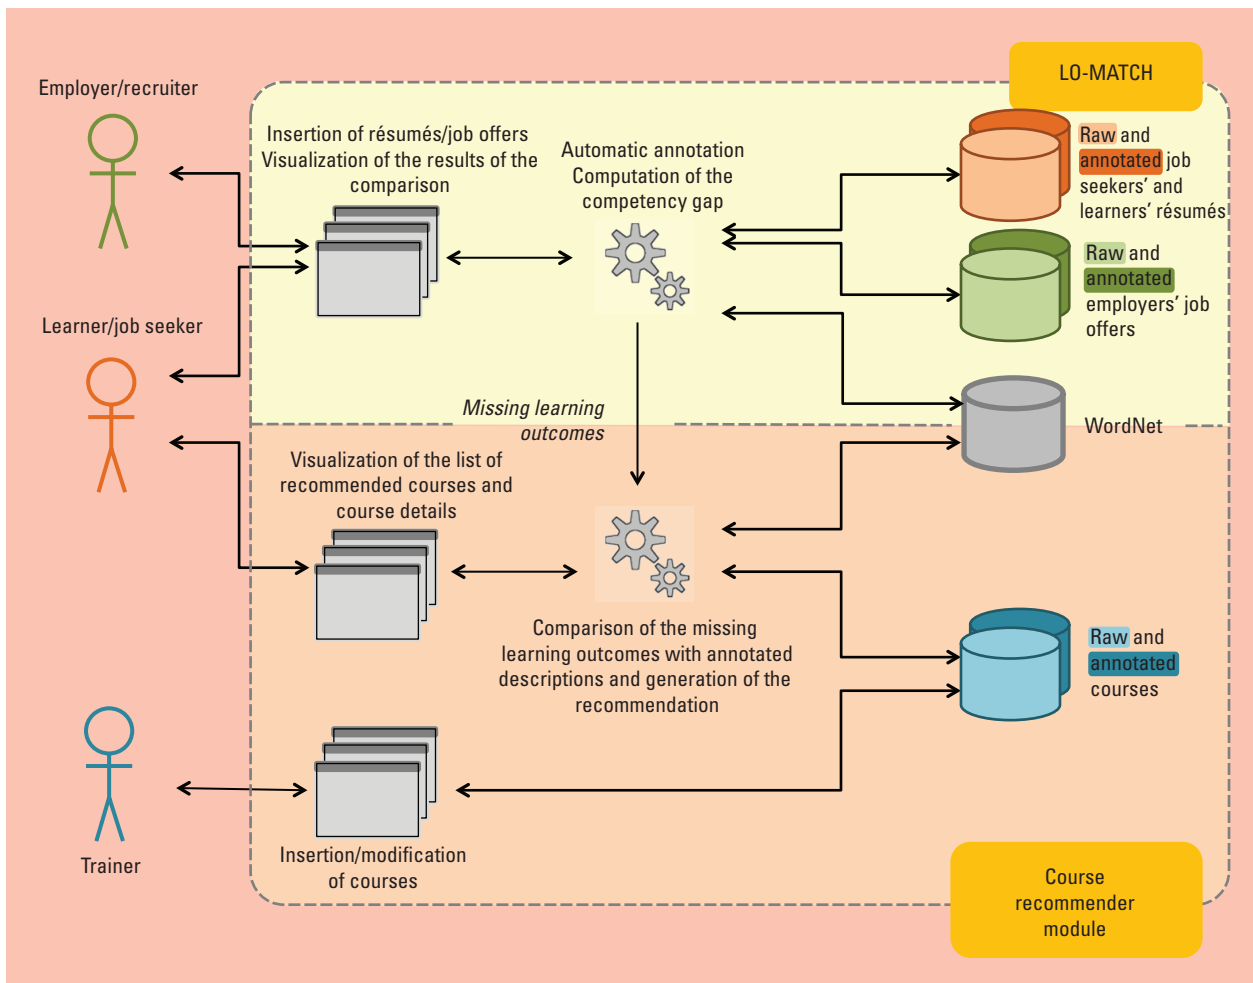 LO-MATCH
Employer/recruiter
Insertion of résumés/job offers
Visualization of the results of the
comparison
Automatic annotation
Computation of the
competency gap
Raw and
annotated job
seekers’ and
learners’ résumés
Raw and
annotated
employers’ job
offers
Learner/job seeker
Missing learning
outcomes
WordNet
Visualization of the list of
recommended courses and
course details
Comparison of the missing
learning outcomes with annotated
descriptions and generation of the
recommendation
Raw and
annotated
courses
Trainer
Insertion/modification
of courses
Course
recommender
module